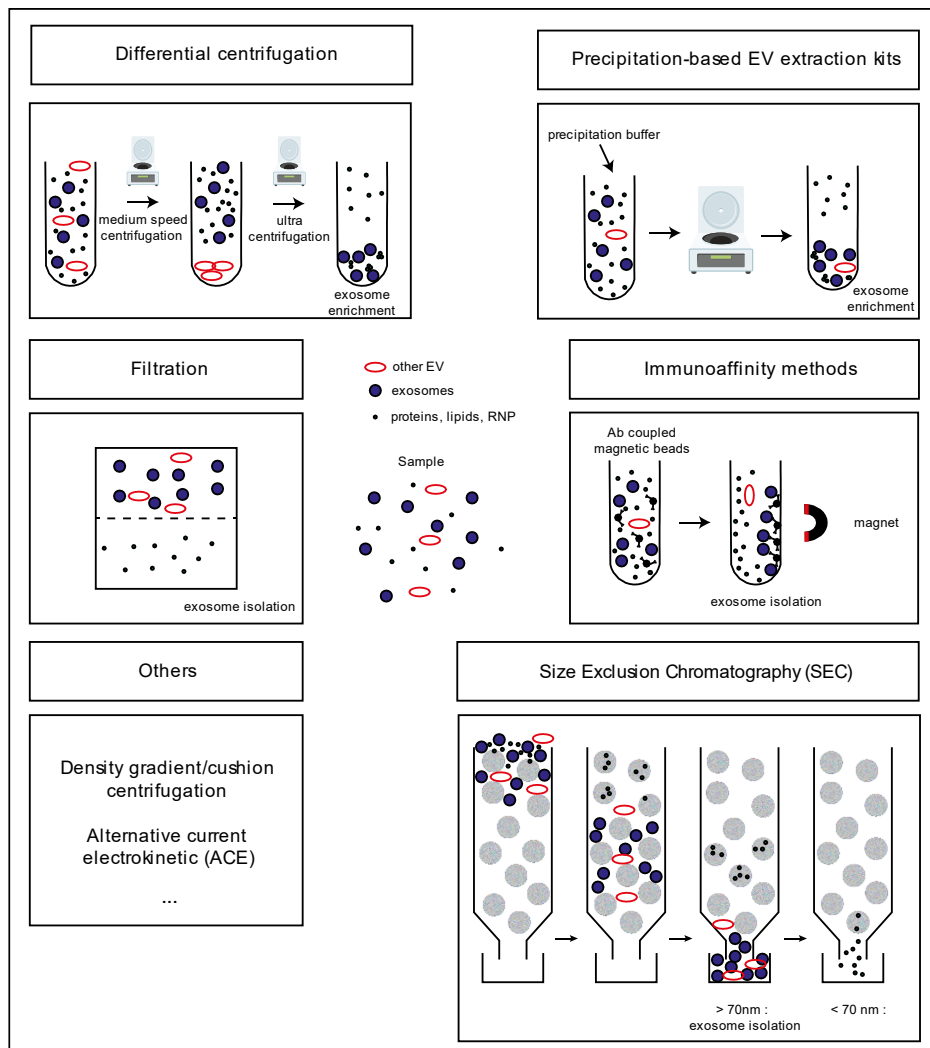 Differential centrifugation
medium speed
centrifugation
ultra
centrifugation
exosome
enrichment
Precipitation-based EV extraction kits
precipitation buffer
exosome
enrichment
Filtration
exosome isolation
other EV
exosomes
proteins, lipids, RNP
Sample
Immunoaffinity methods
Ab coupled
magnetic beads
magnet
exosome isolation
Others
Density gradient/cushion
centrifugation
Alternative current
electrokinetic (ACE)
...
Size Exclusion Chromatography (SEC)
> 70nm :
exosome isolation
< 70 nm :